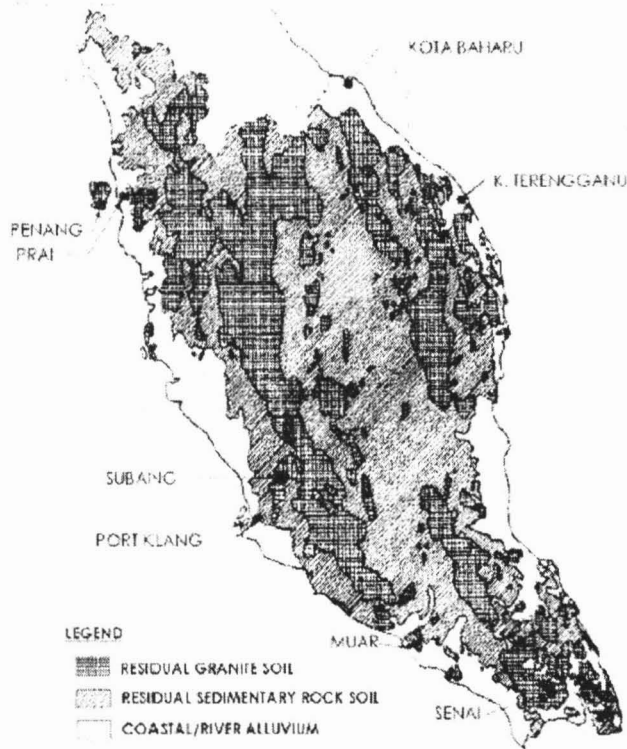 KOTA BAHARU
K. TERENGGANU
PENANG
PRAI
SUBANG
PORT KLANG
MUAR
SENAI
LEGEND
RESIDUAL GRANITE SOIL
RESIDUAL SEDIMENTARY ROCK SOIL
COASTAL/RIVER ALLUVIUM